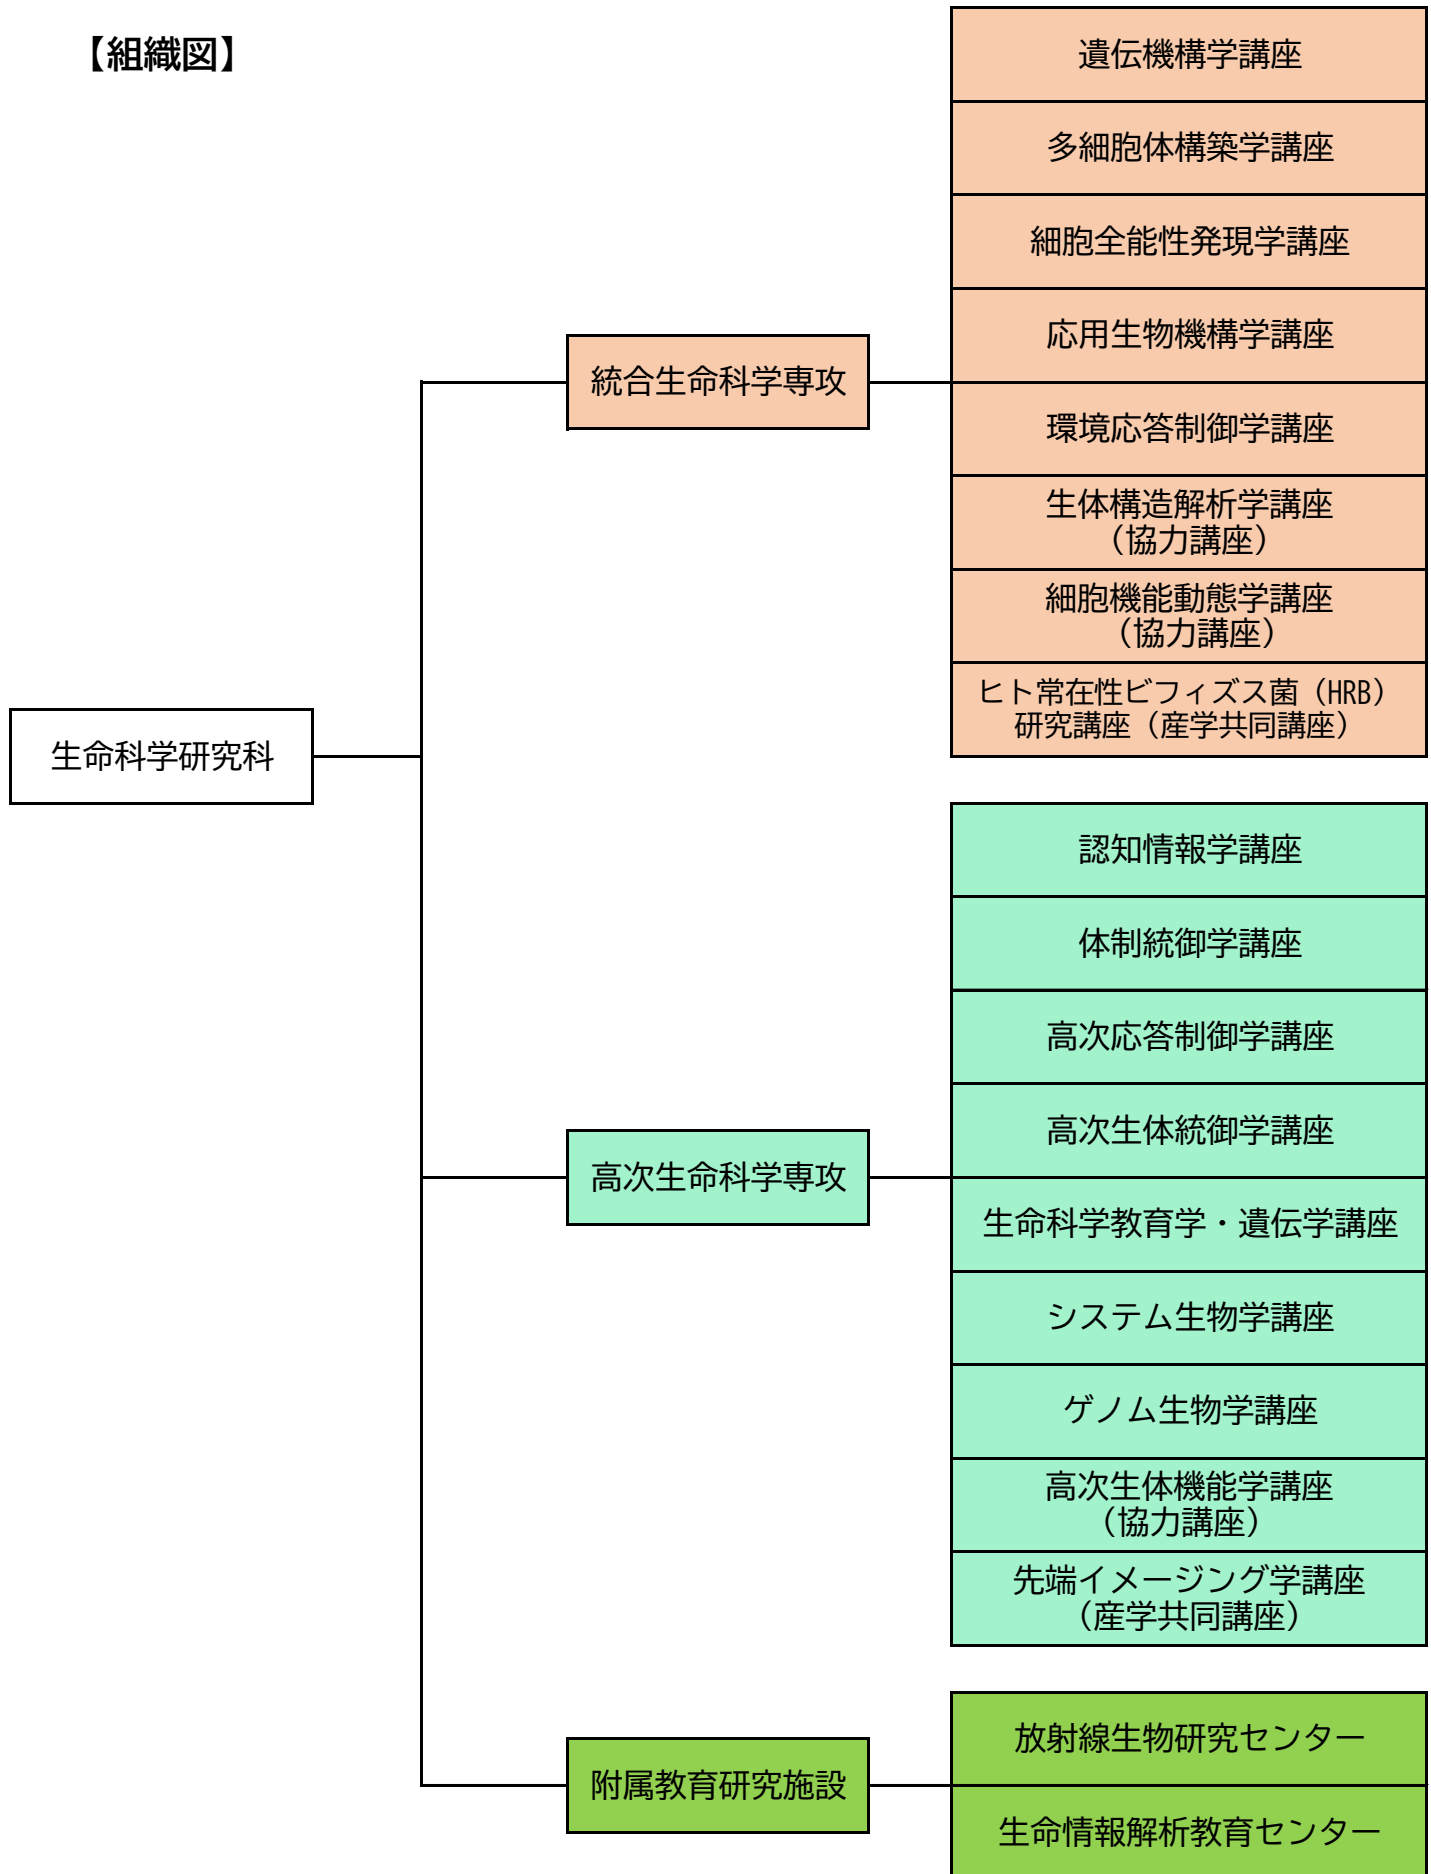 【組織図】
遺伝機構学講座
多細胞体構築学講座
細胞全能性発現学講座
応用生物機構学講座
統合生命科学専攻
環境応答制御学講座
生体構造解析学講座
（協力講座）
細胞機能動態学講座
（協力講座）
ヒト常在性ビフィズス菌（HRB）
研究講座（産学共同講座）
生命科学研究科
認知情報学講座
体制統御学講座
高次応答制御学講座
高次生体統御学講座
高次生命科学専攻
生命科学教育学・遺伝学講座
システム生物学講座
ゲノム生物学講座
高次生体機能学講座
（協力講座）
先端イメージング学講座
（産学共同講座）
放射線生物研究センター
附属教育研究施設
生命情報解析教育センター